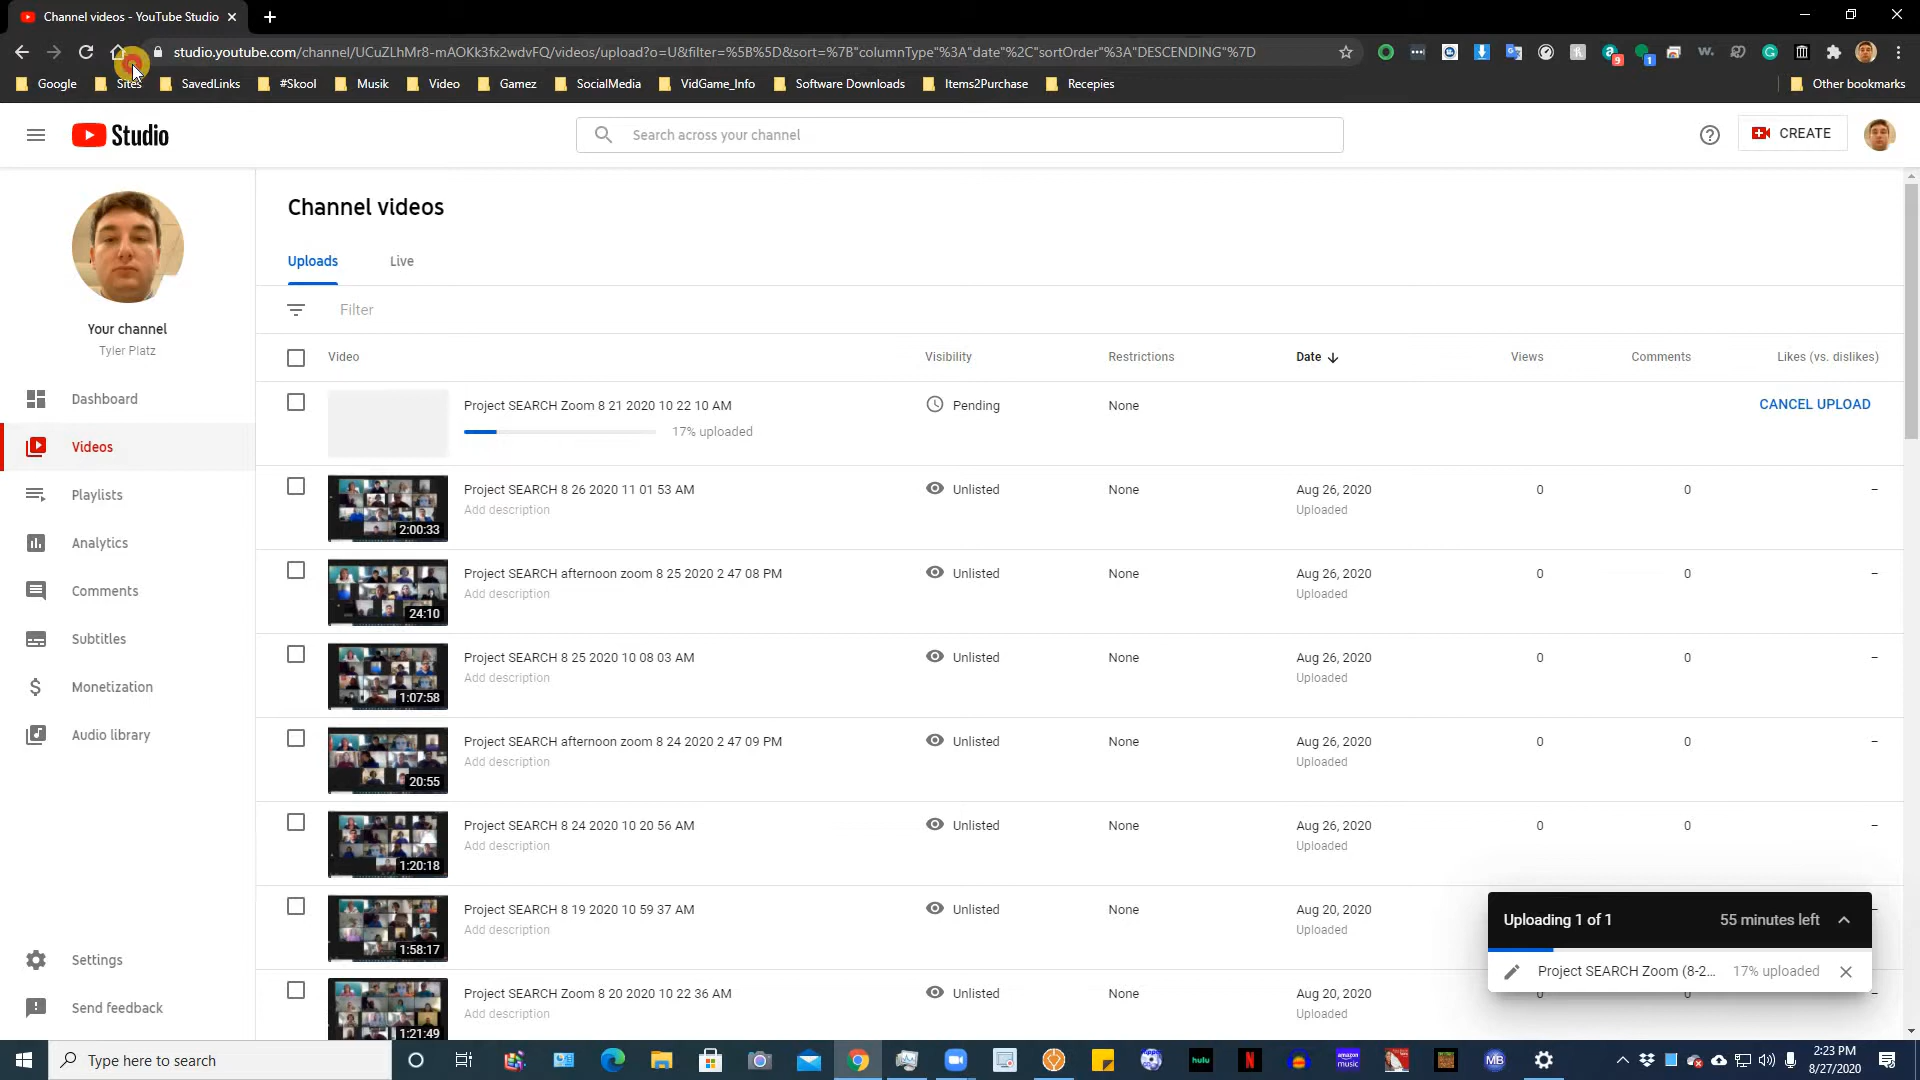 Channel videos - YouTube Studio
studio.youtube.com/channel/UCuZLhMr8-mAOKk3fx2wdvFQ/videos/upload?o=U&filter=%5B%5D&sort=%7B"columnType"%3A"date"%2C"sortOrder"%3A"DESCENDING"%7D
9 1
Google Sites SavedLinks #Skool Musik Video Gamez SocialMedia VidGame_Info Software Downloads Items2Purchase Recepies Other bookmarks
Studio
Search across your channel
CREATE
Your channel
Tyler Platz
Dashboard
Videos
Playlists
Analytics
Comments
Subtitles
Monetization
Audio library
Settings
Send feedback
Channel videos
Uploads Live
Filter
Video Visibility Restrictions Date Views Comments Likes (vs. dislikes)
Project SEARCH Zoom 8 21 2020 10 22 10 AM Pending None CANCEL UPLOAD
17% uploaded
Project SEARCH 8 26 2020 11 01 53 AM Unlisted None Aug 26, 2020 0 0 –
Add description Uploaded
2:00:33
Project SEARCH afternoon zoom 8 25 2020 2 47 08 PM Unlisted None Aug 26, 2020 0 0 –
Add description Uploaded
24:10
Project SEARCH 8 25 2020 10 08 03 AM Unlisted None Aug 26, 2020 0 0 –
Add description Uploaded
1:07:58
Project SEARCH afternoon zoom 8 24 2020 2 47 09 PM Unlisted None Aug 26, 2020 0 0 –
Add description Uploaded
20:55
Project SEARCH 8 24 2020 10 20 56 AM Unlisted None Aug 26, 2020 0 0 –
Add description Uploaded
1:20:18
Project SEARCH 8 19 2020 10 59 37 AM Unlisted None Aug 20, 2020
Add description Uploaded
1:58:17
Project SEARCH Zoom 8 20 2020 10 22 36 AM Unlisted None Aug 20, 2020 0 0 –
Add description Uploaded
1:21:49
Uploading 1 of 1 55 minutes left
Project SEARCH Zoom (8-2... 17% uploaded
Type here to search
hulu
N
amazon music
MB
2:23 PM
8/27/2020